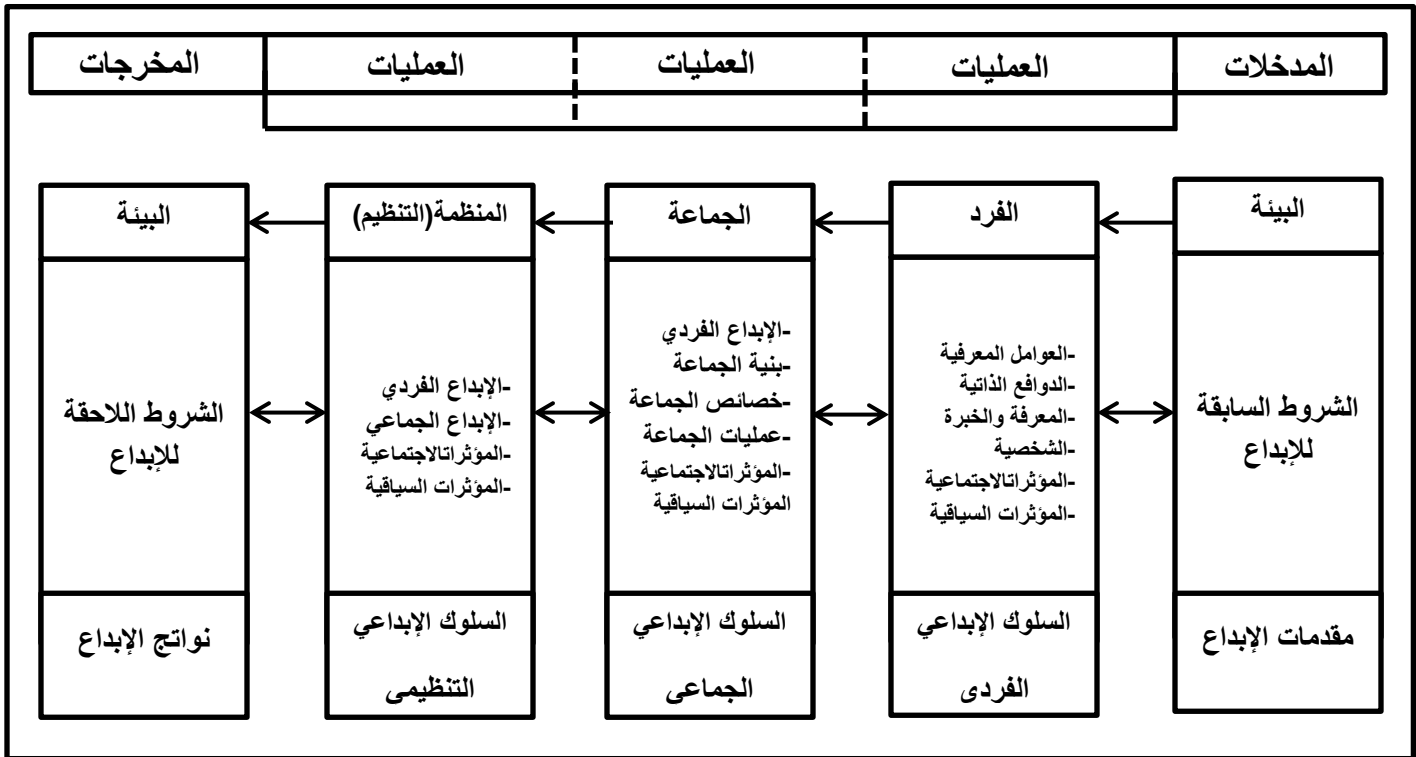 المدخلات
العمليات
العمليات
العمليات
المخرجات
البيئة
الشروط السابقة
للإبداع
مقدمات الإبداع
الفرد
-العوامل المعرفية
-الدوافع الذاتية
-المعرفة والخبرة
-الشخصية
-المؤثراتالاجتماعية
-المؤثرات السياقية
السلوك الإبداعي
الفردى
الجماعة
-الإبداع الفردي
-بنية الجماعة
-خصائص الجماعة
-عمليات الجماعة
-المؤثراتالاجتماعية
المؤثرات السياقية
السلوك الإبداعي
الجماعى
المنظمة(التنظيم)
-الإبداع الفردي
-الإبداع الجماعي
-المؤثراتالاجتماعية
-المؤثرات السياقية
السلوك الإبداعي
التنظيمى
البيئة
الشروط اللاحقة
للإبداع
نواتج الإبداع